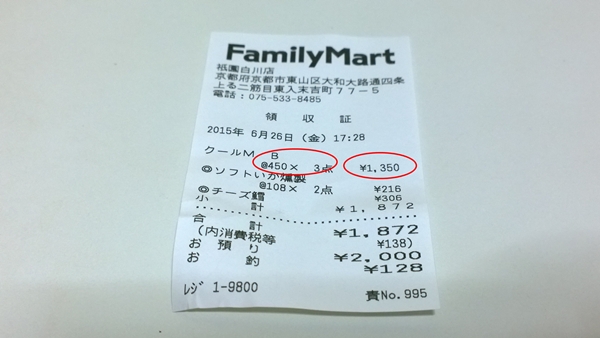 FamilyMart
祇園白川店
京都府京都市東山区大和大路通四条
上る二筋目東入末吉町77-5
電話:075-533-8485
領収証
2015年 6月26日(金) 17:28
クールM B
@450× 3点 ¥1,350
◎ソフトいか燻製
@108× 2点 ¥216
◎チーズ鱈 ¥306
小計 ¥1,872
合計 ¥1,872
(内消費税等 ¥138)
お預り ¥2,000
お釣 ¥128
レジ 1-9800 責No.995